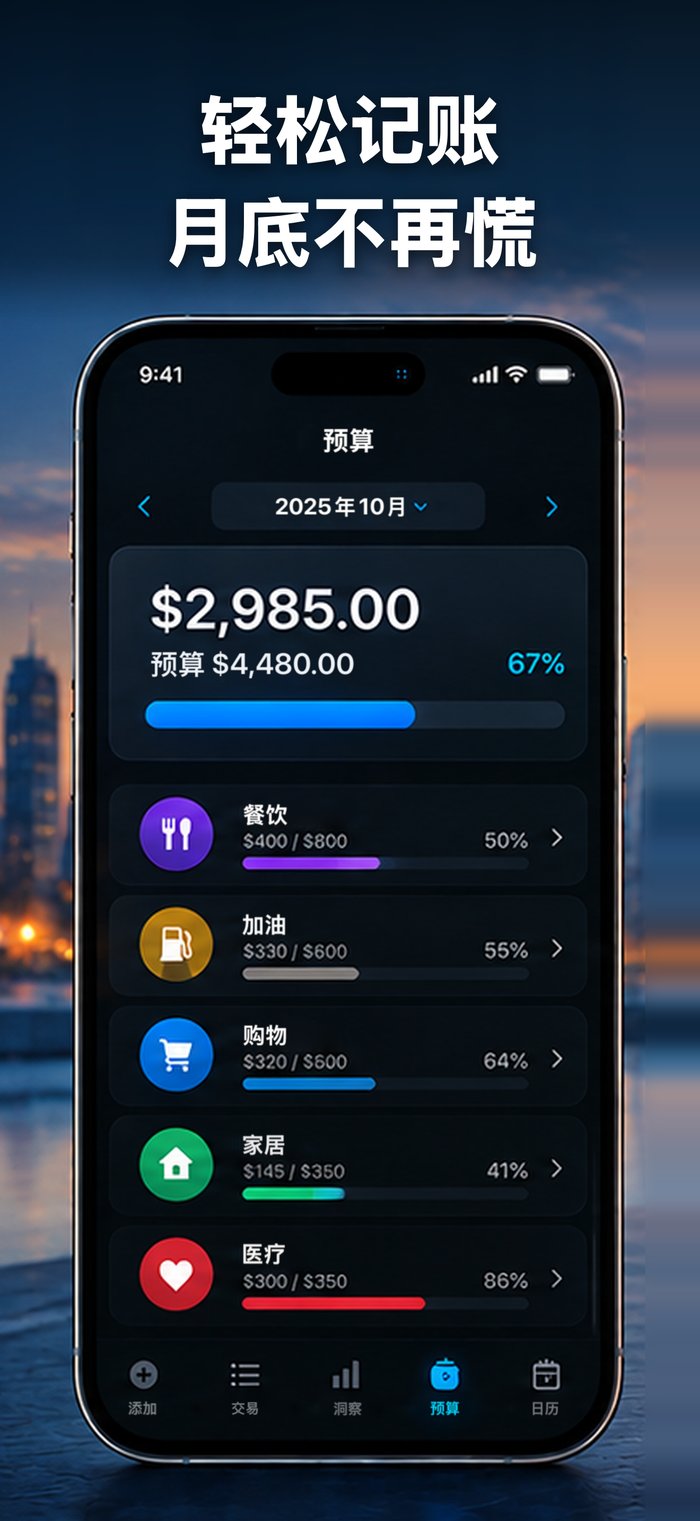 轻松记账
月底不再慌
9:41
预算
2025年10月
$2,985.00
预算 $4,480.00
67%
餐饮
$400 / $800
50%
加油
$330 / $600
55%
购物
$320 / $600
64%
家居
$145 / $350
41%
医疗
$300 / $350
86%
添加
交易
洞察
预算
日历